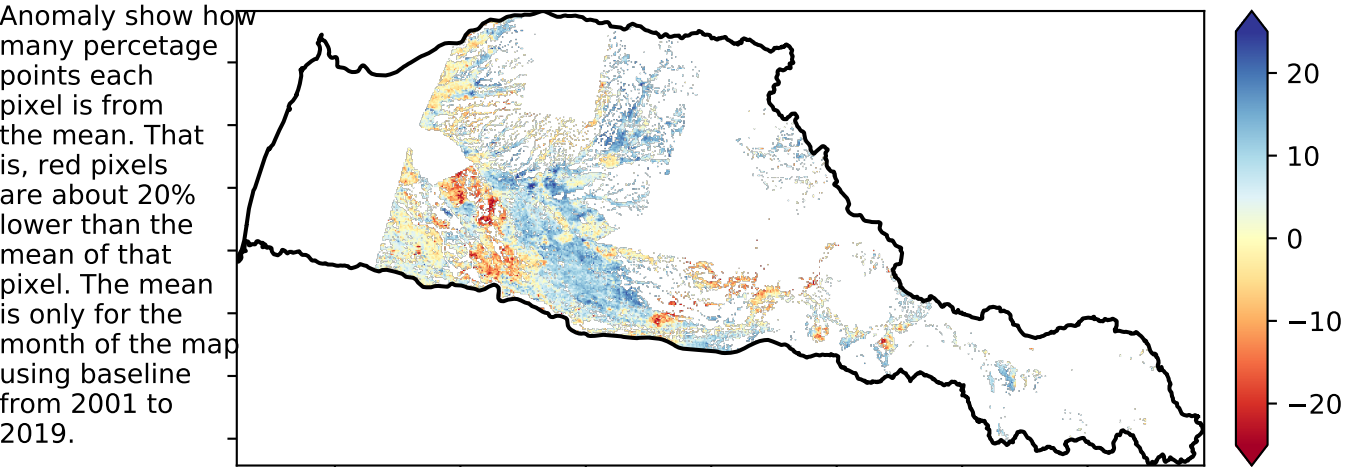 Anomaly show how
many percetage
points each
pixel is from
the mean. That
is, red pixels
are about 20%
lower than the
mean of that
pixel. The mean
is only for the
month of the map
using baseline
from 2001 to
2019.
20
10
0
−10
−20